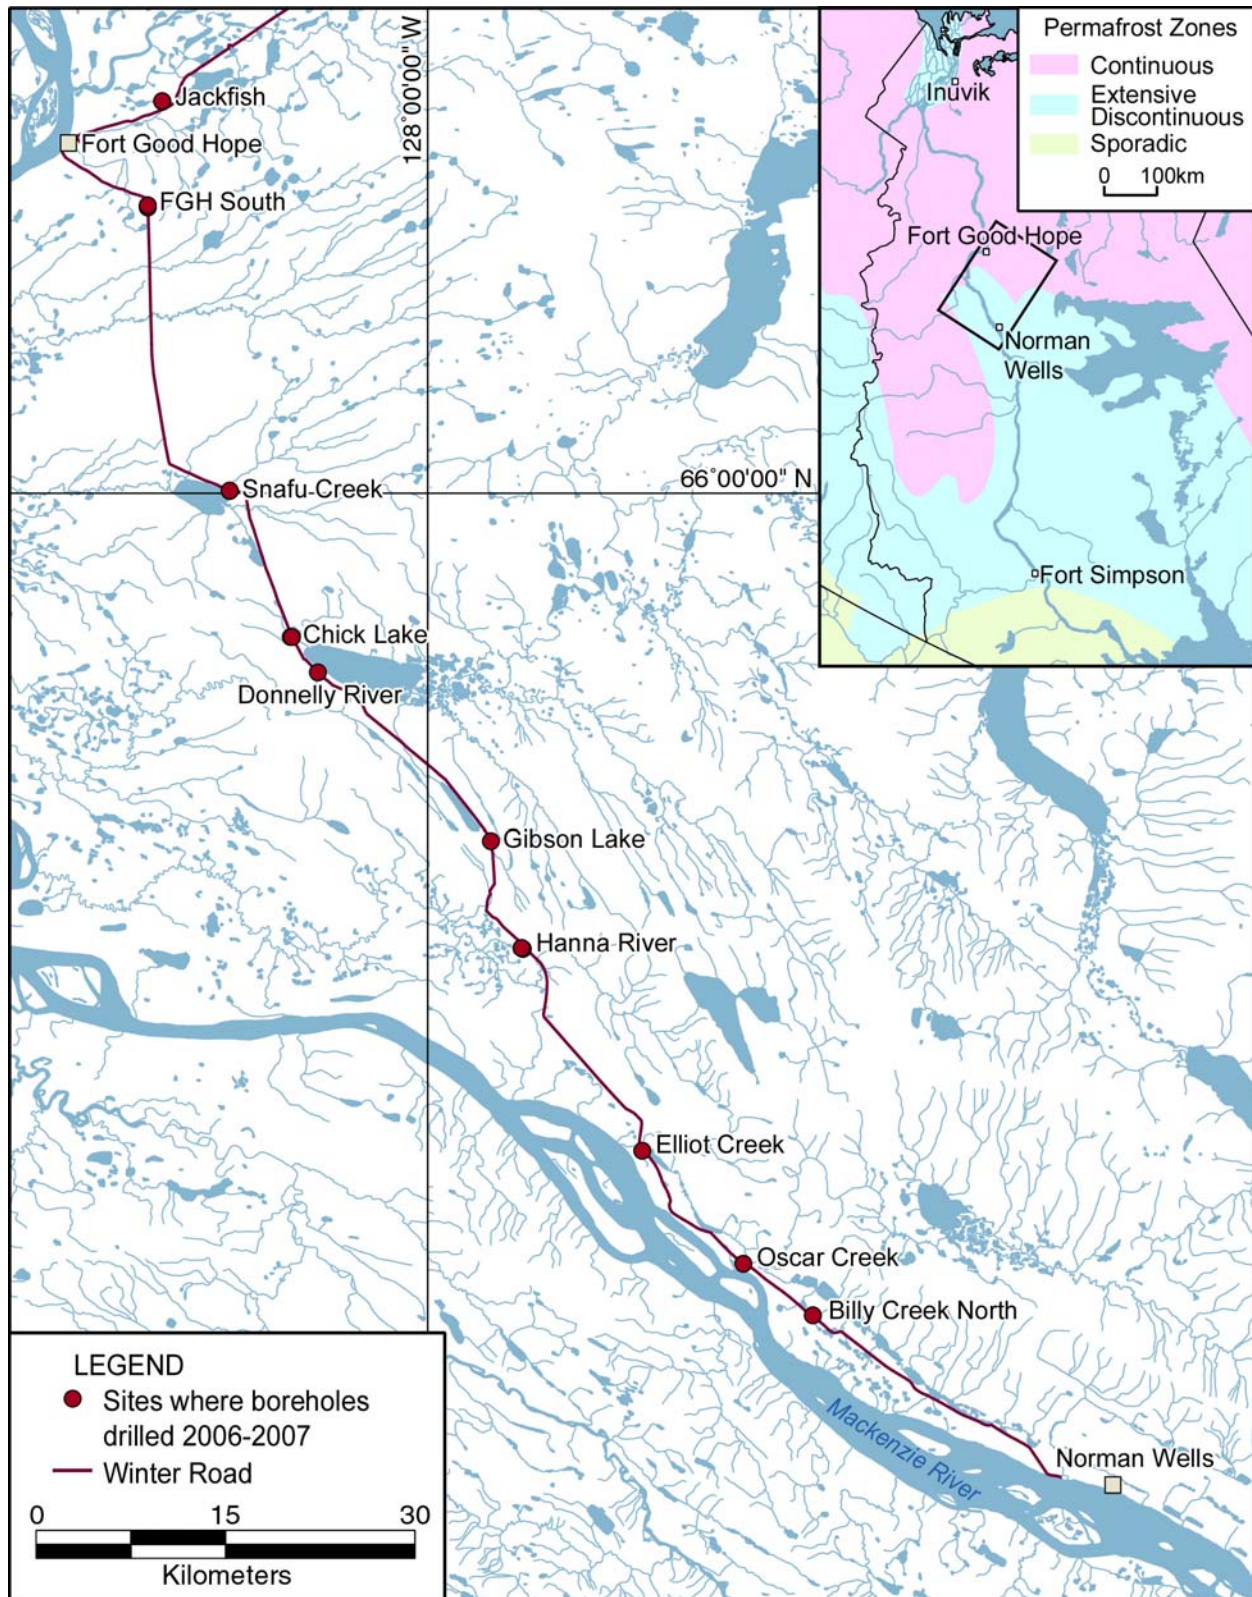 Jackfish
Fort Good Hope
FGH South
128°00'00" W
Snafu Creek
66°00'00" N
Chick Lake
Donnelly River
Gibson Lake
Hanna River
Elliot Creek
Oscar Creek
Billy Creek North
Mackenzie River
Norman Wells
Permafrost Zones
Continuous
Extensive
Discontinuous
Sporadic
0 100km
Inuvik
Fort Good Hope
Norman
Wells
Fort Simpson
LEGEND
Sites where boreholes
drilled 2006-2007
Winter Road
0 15 30
Kilometers